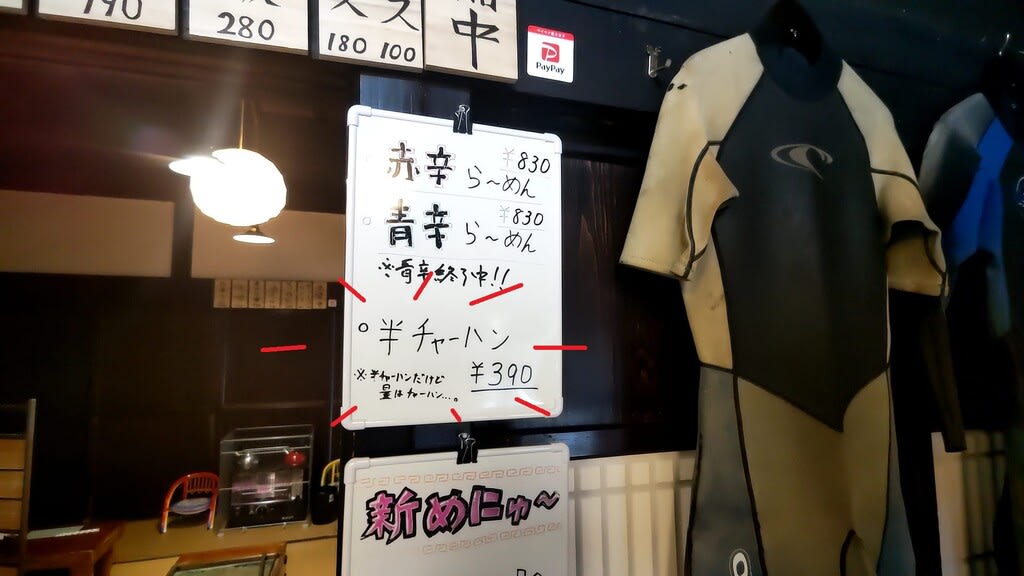 190
280
180 100
中
PayPay
赤辛 ら〜めん ¥830
青辛 ら〜めん ¥830
※青辛終了中!!
○半チャーハン
¥390
※半チャーハンだけど
量はチャーハン…。
新めにゅ〜